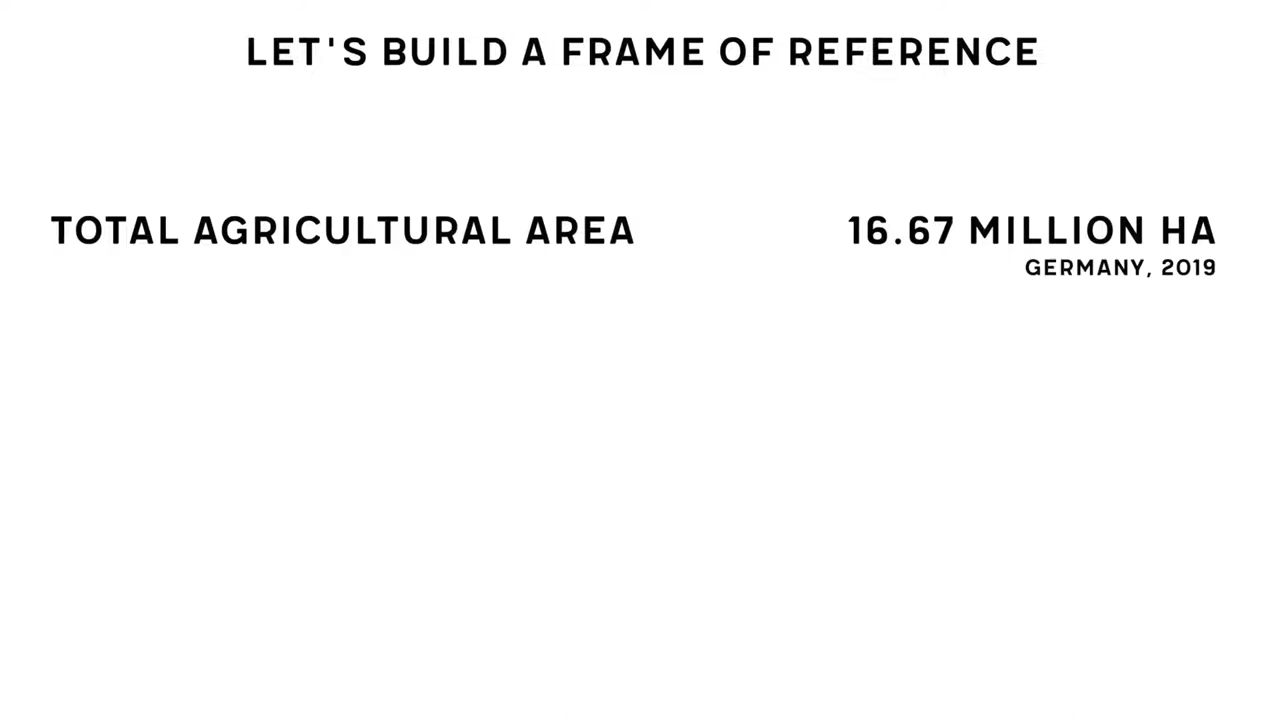 LET'S BUILD A FRAME OF REFERENCE
TOTAL AGRICULTURAL AREA 16.67 MILLION HA
GERMANY, 2019